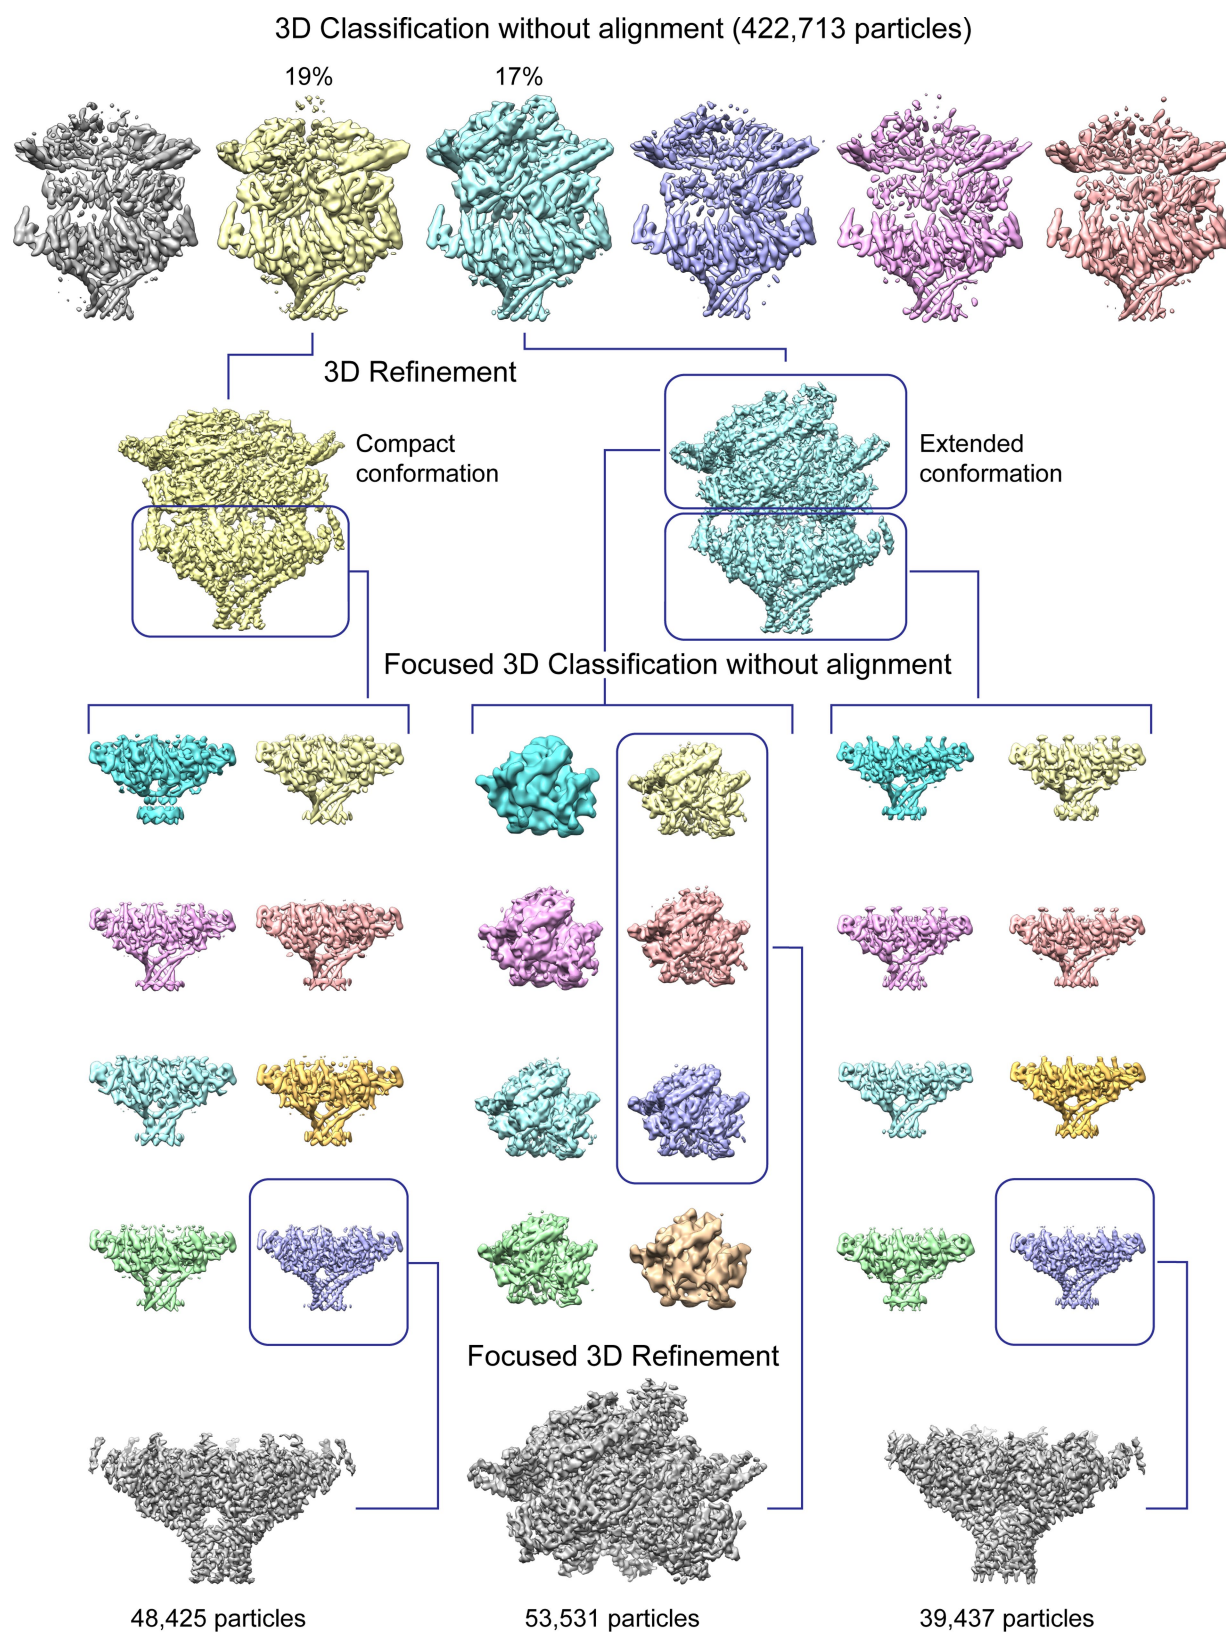 3D Classification without alignment (422,713 particles)
19%
17%
3D Refinement
Compact
conformation
Extended
conformation
Focused 3D Classification without alignment
Focused 3D Refinement
48,425 particles
53,531 particles
39,437 particles